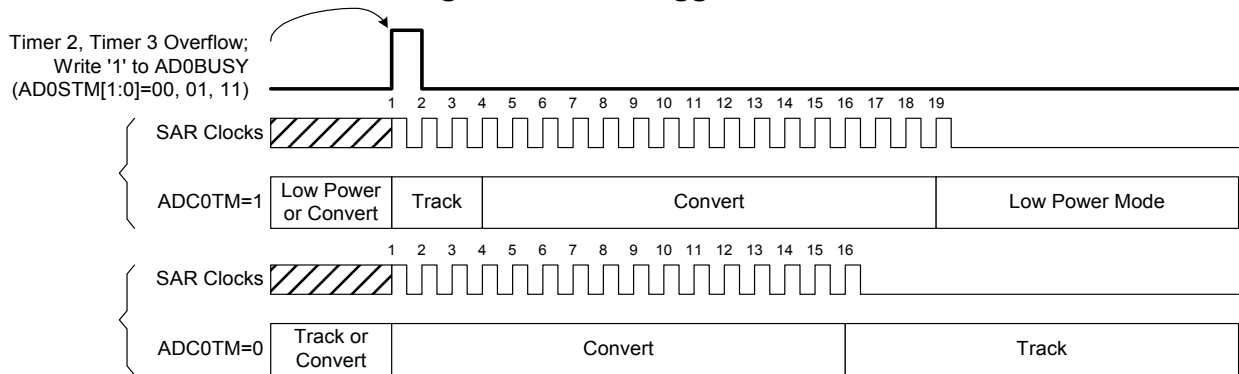 Timer 2, Timer 3 Overflow;
Write '1' to AD0BUSY
(AD0STM[1:0]=00, 01, 11)
1 2 3 4 5 6 7 8 9 10 11 12 13 14 15 16 17 18 19
SAR Clocks
ADC0TM=1
Low Power
or Convert
Track
Convert
Low Power Mode
1 2 3 4 5 6 7 8 9 10 11 12 13 14 15 16
SAR Clocks
ADC0TM=0
Track or
Convert
Convert
Track